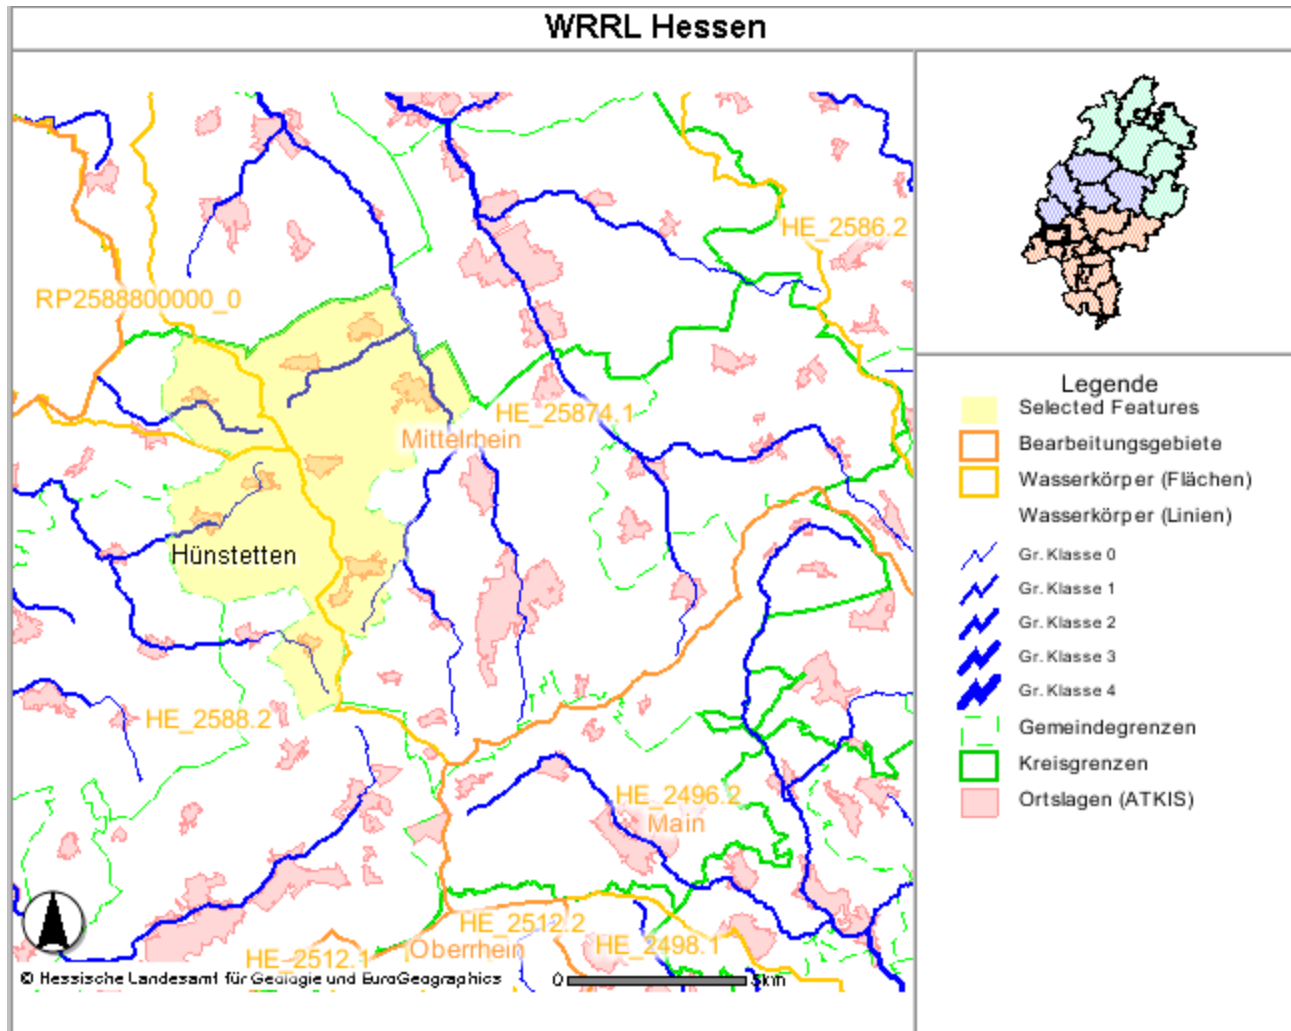 WRRL Hessen
HE_2586.2
RP2588800000_0
HE_25874.1
Mittelrhein
Hünstetten
HE_2588.2
HE_2496.2
Main
HE_2512.2
Oberrhein
HE_2498.1
HE_2512.1
© Hessische Landesamt für Geologie und EuroGeographics
0 5km
Legende
Selected Features
Bearbeitungsgebiete
Wasserkörper (Flächen)
Wasserkörper (Linien)
Gr. Klasse 0
Gr. Klasse 1
Gr. Klasse 2
Gr. Klasse 3
Gr. Klasse 4
Gemeindegrenzen
Kreisgrenzen
Ortslagen (ATKIS)